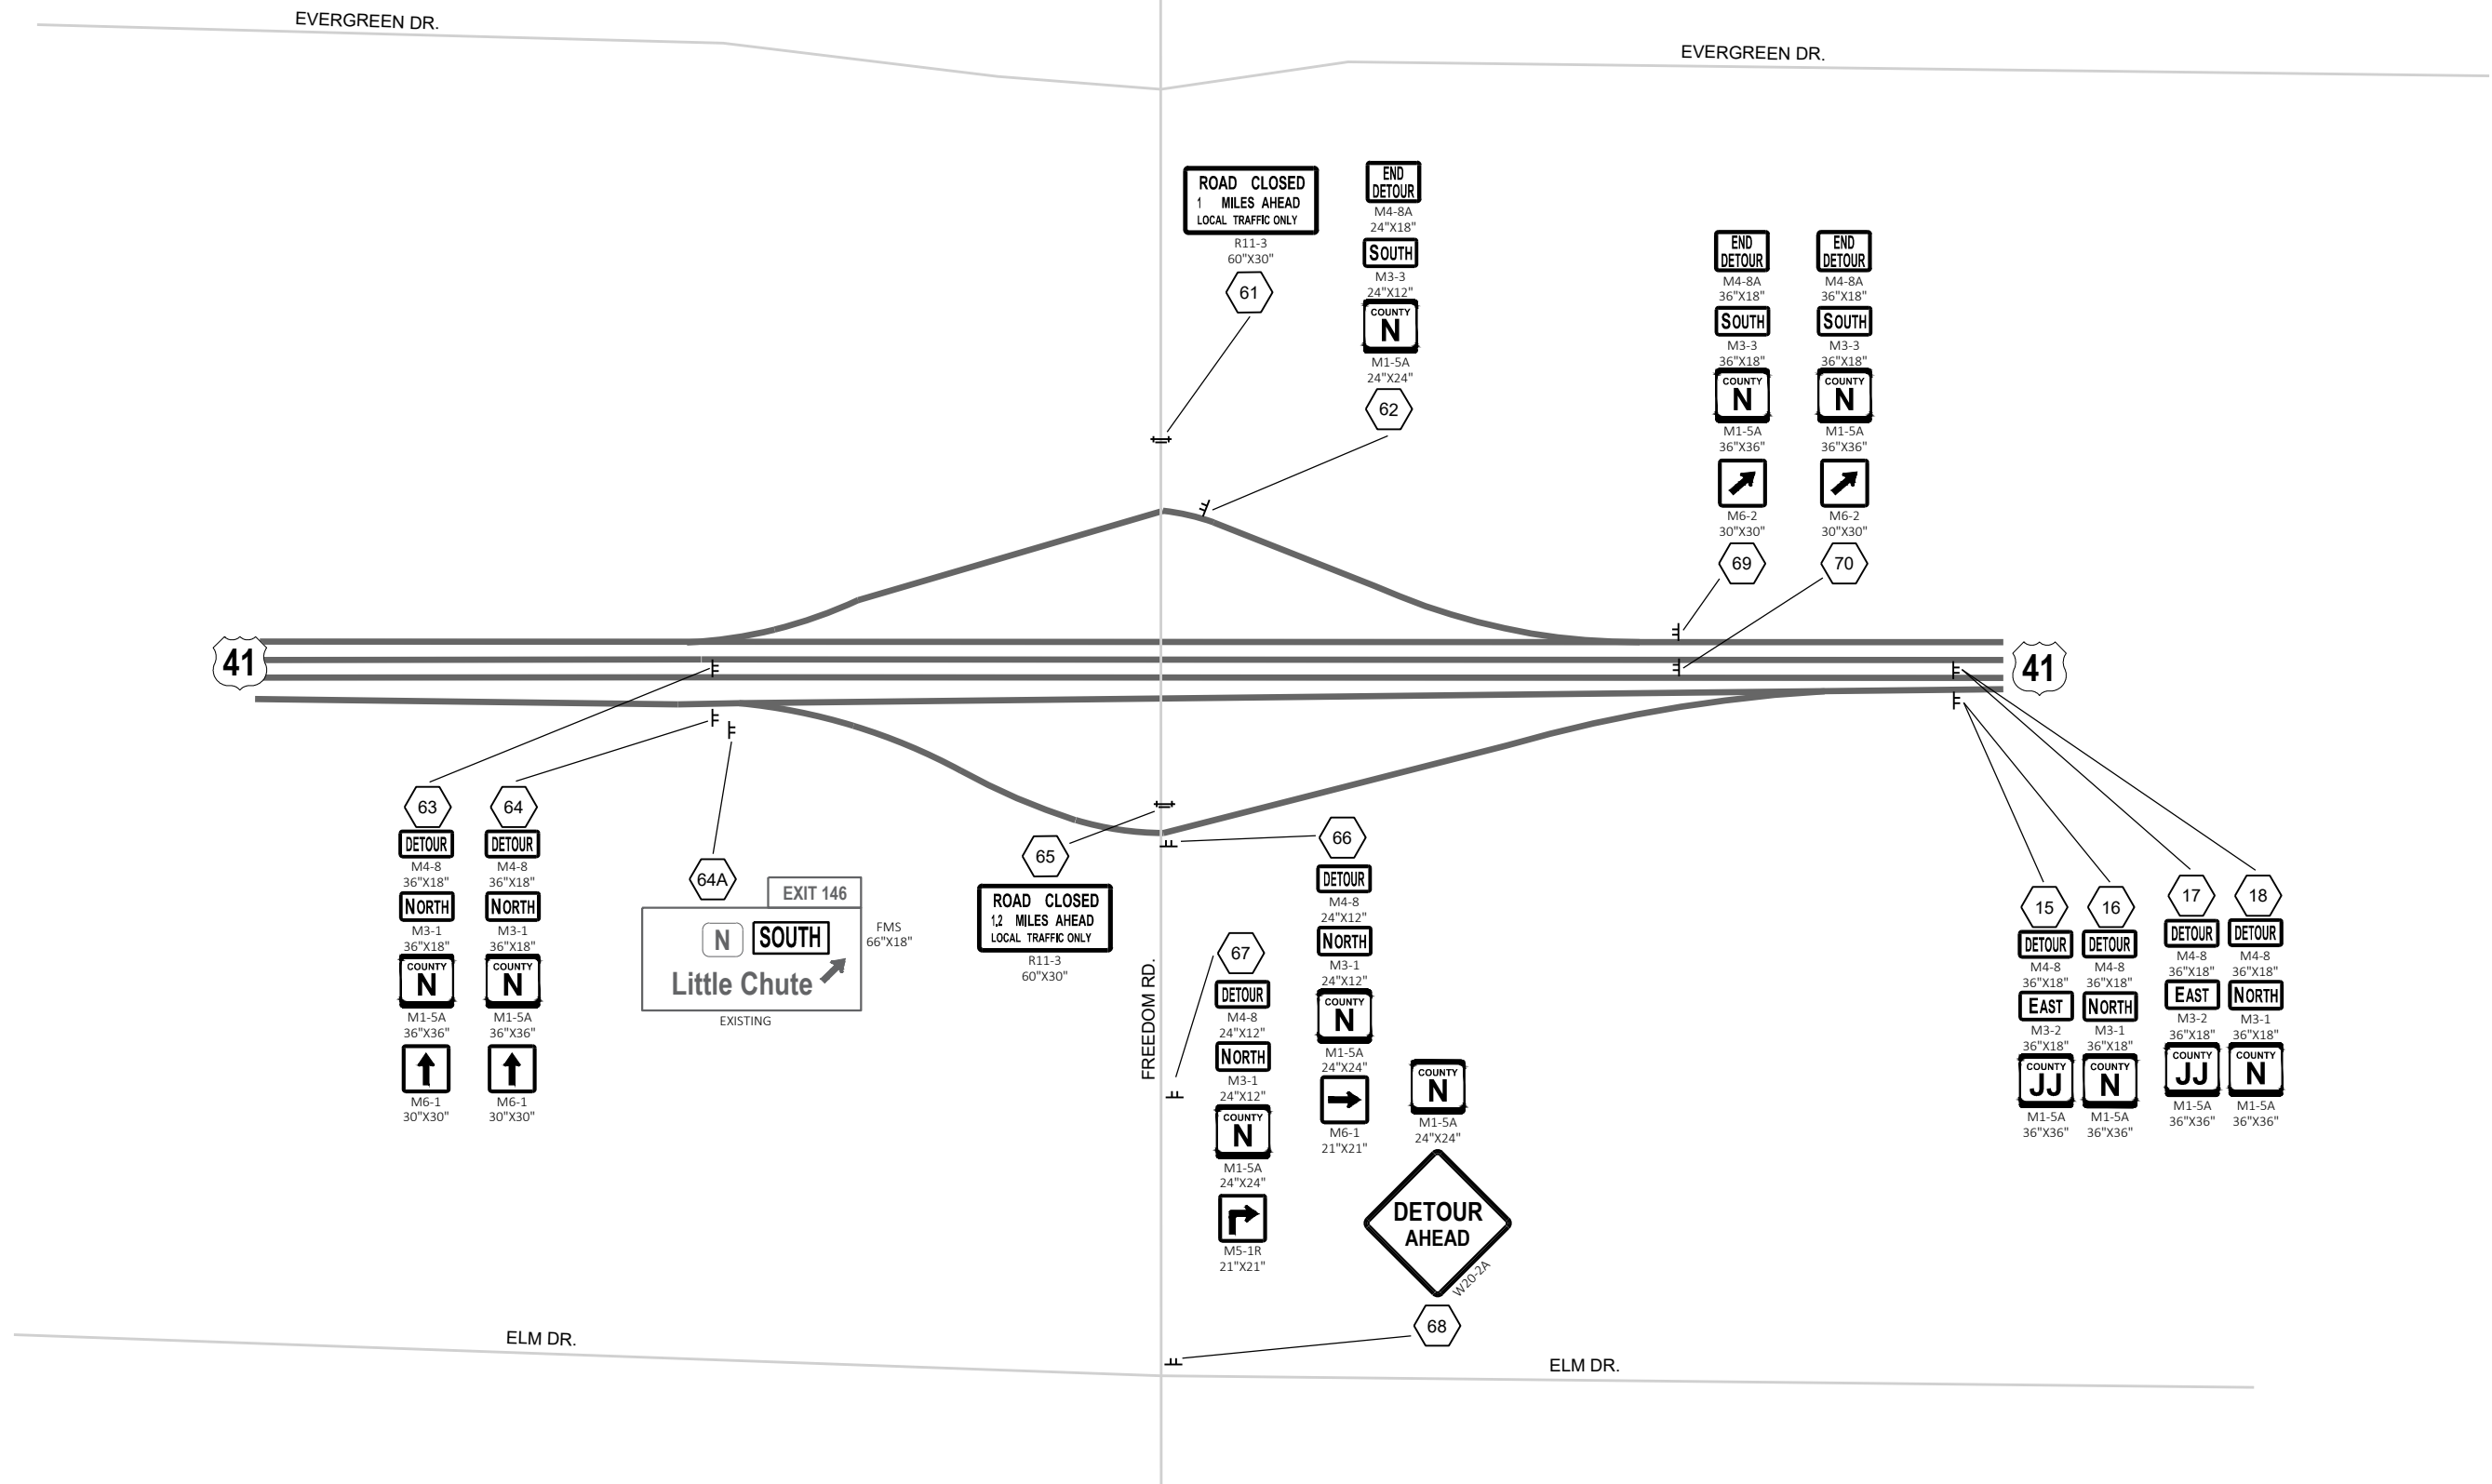 EVERGREEN DR.
EVERGREEN DR.
ROAD CLOSED
1 MILES AHEAD
LOCAL TRAFFIC ONLY
R11-3
60"X30"
61
END
DETOUR
M4-8A
24"X18"
SOUTH
M3-3
24"X12"
COUNTY
N
M1-5A
24"X24"
62
END
DETOUR
M4-8A
36"X18"
SOUTH
M3-3
36"X18"
COUNTY
N
M1-5A
36"X36"
M6-2
30"X30"
69
END
DETOUR
M4-8A
36"X18"
SOUTH
M3-3
36"X18"
COUNTY
N
M1-5A
36"X36"
M6-2
30"X30"
70
41
41
63
DETOUR
M4-8
36"X18"
NORTH
M3-1
36"X18"
COUNTY
N
M1-5A
36"X36"
M6-1
30"X30"
64
DETOUR
M4-8
36"X18"
NORTH
M3-1
36"X18"
COUNTY
N
M1-5A
36"X36"
M6-1
30"X30"
64A
EXIT 146
N SOUTH
Little Chute
FMS
66"X18"
EXISTING
65
ROAD CLOSED
1,2 MILES AHEAD
LOCAL TRAFFIC ONLY
R11-3
60"X30"
FREEDOM RD.
67
DETOUR
M4-8
24"X12"
NORTH
M3-1
24"X12"
COUNTY
N
M1-5A
24"X24"
M5-1R
21"X21"
66
DETOUR
M4-8
24"X12"
NORTH
M3-1
24"X12"
COUNTY
N
M1-5A
24"X24"
M6-1
21"X21"
COUNTY
N
M1-5A
24"X24"
DETOUR
AHEAD
W20-2A
68
15
DETOUR
M4-8
36"X18"
EAST
M3-2
36"X18"
COUNTY
JJ
M1-5A
36"X36"
16
DETOUR
M4-8
36"X18"
NORTH
M3-1
36"X18"
COUNTY
N
M1-5A
36"X36"
17
DETOUR
M4-8
36"X18"
EAST
M3-2
36"X18"
COUNTY
JJ
M1-5A
36"X36"
18
DETOUR
M4-8
36"X18"
NORTH
M3-1
36"X18"
COUNTY
N
M1-5A
36"X36"
ELM DR.
ELM DR.